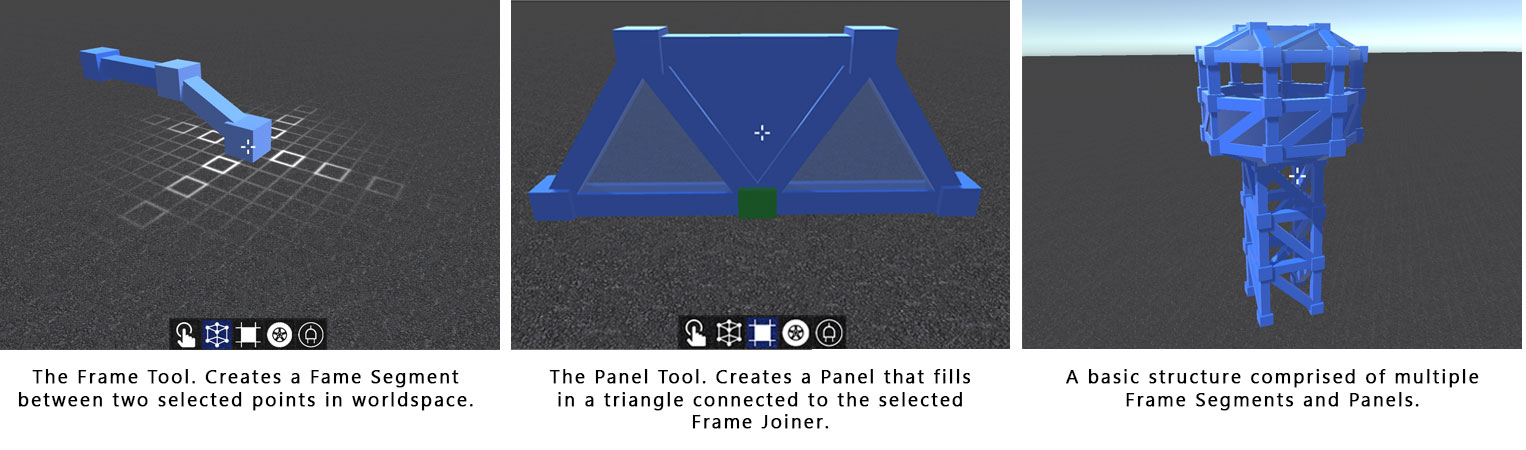 The Frame Tool. Creates a Fame Segment
between two selected points in worldspace.
The Panel Tool. Creates a Panel that fills
in a triangle connected to the selected
Frame Joiner.
A basic structure comprised of multiple
Frame Segments and Panels.